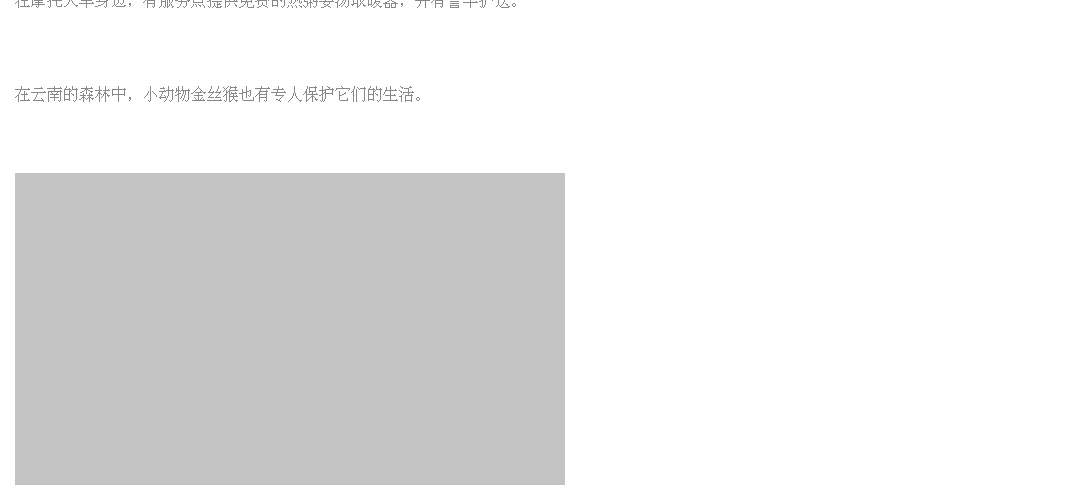 在摩托大军身边，有服务点提供免费的热粥姜汤取暖器，并有警车护送。
在云南的森林中，小动物金丝猴也有专人保护它们的生活。